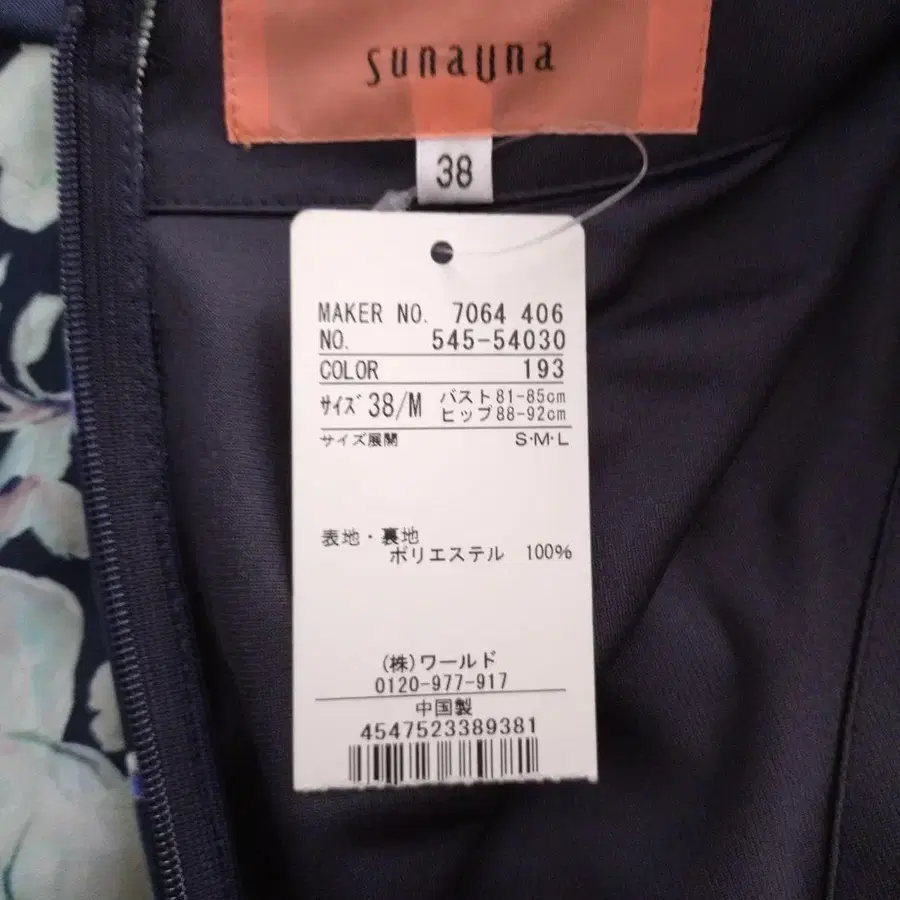 sunauna
38
MAKER NO. 7064 406
NO. 545-54030
COLOR 193
サイズ 38/M バスト81-85cm
ヒップ88-92cm
サイズ展開 S·M·L
表地・裏地
ポリエステル 100%
(株)ワールド
0120-977-917
中国製
4547523389381